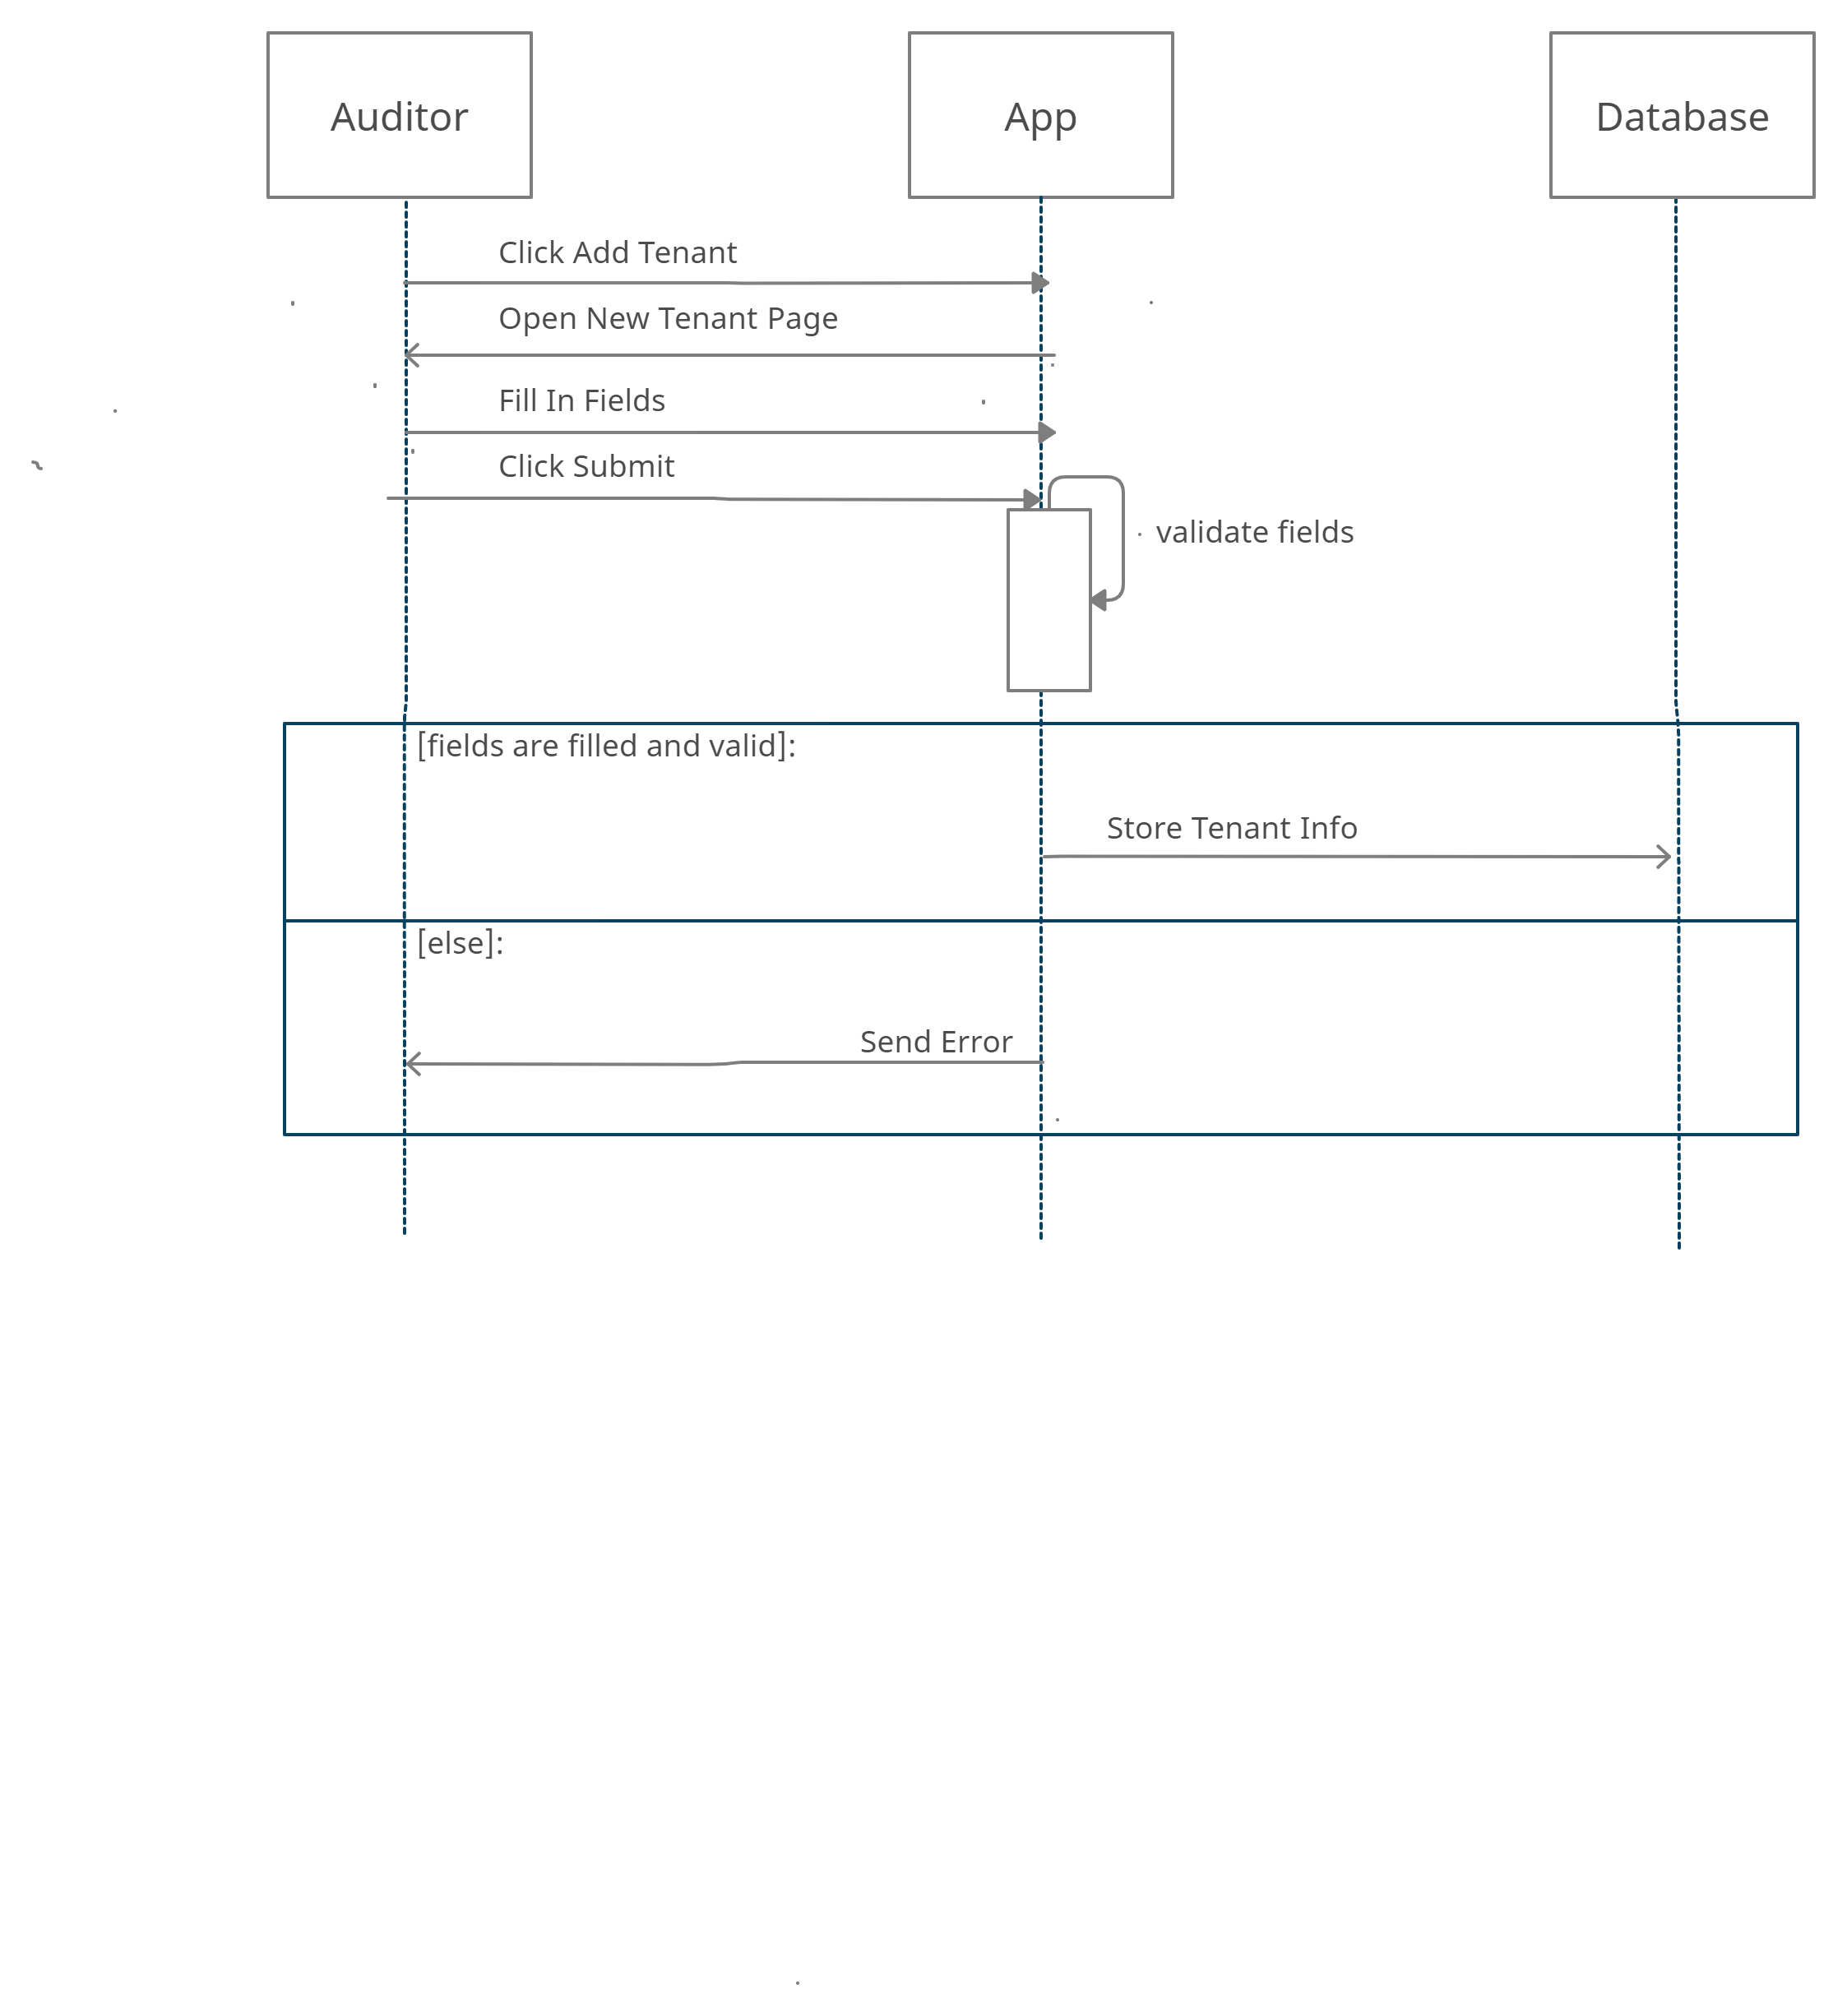 Auditor
App
Database
Click Add Tenant
Open New Tenant Page
Fill In Fields
Click Submit
validate fields
[fields are filled and valid]:
Store Tenant Info
[else]:
Send Error